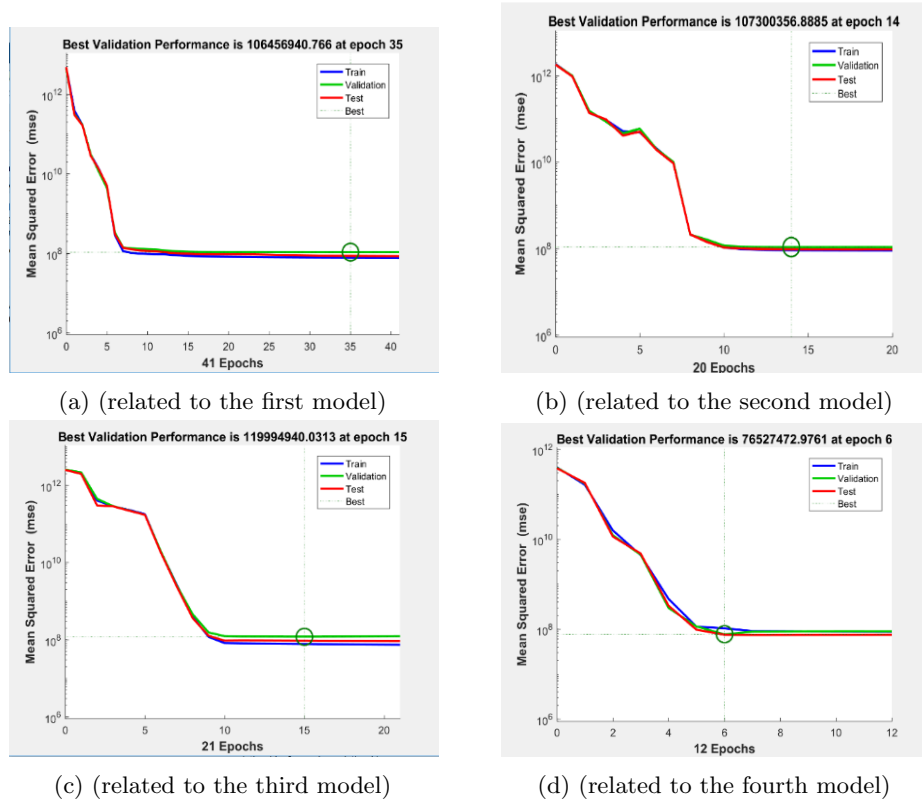 Best Validation Performance is 106456940.766 at epoch 35
Mean Squared Error (mse)
10^12
10^10
10^8
10^6
Train
Validation
Test
Best
0 5 10 15 20 25 30 35 40
41 Epochs
(a) (related to the first model)
Best Validation Performance is 107300356.8885 at epoch 14
Mean Squared Error (mse)
10^12
10^10
10^8
10^6
Train
Validation
Test
Best
0 5 10 15 20
20 Epochs
(b) (related to the second model)
Best Validation Performance is 119994940.0313 at epoch 15
Mean Squared Error (mse)
10^12
10^10
10^8
10^6
Train
Validation
Test
Best
0 5 10 15 20
21 Epochs
(c) (related to the third model)
Best Validation Performance is 76527472.9761 at epoch 6
Mean Squared Error (mse)
10^12
10^10
10^8
10^6
Train
Validation
Test
Best
0 2 4 6 8 10 12
12 Epochs
(d) (related to the fourth model)